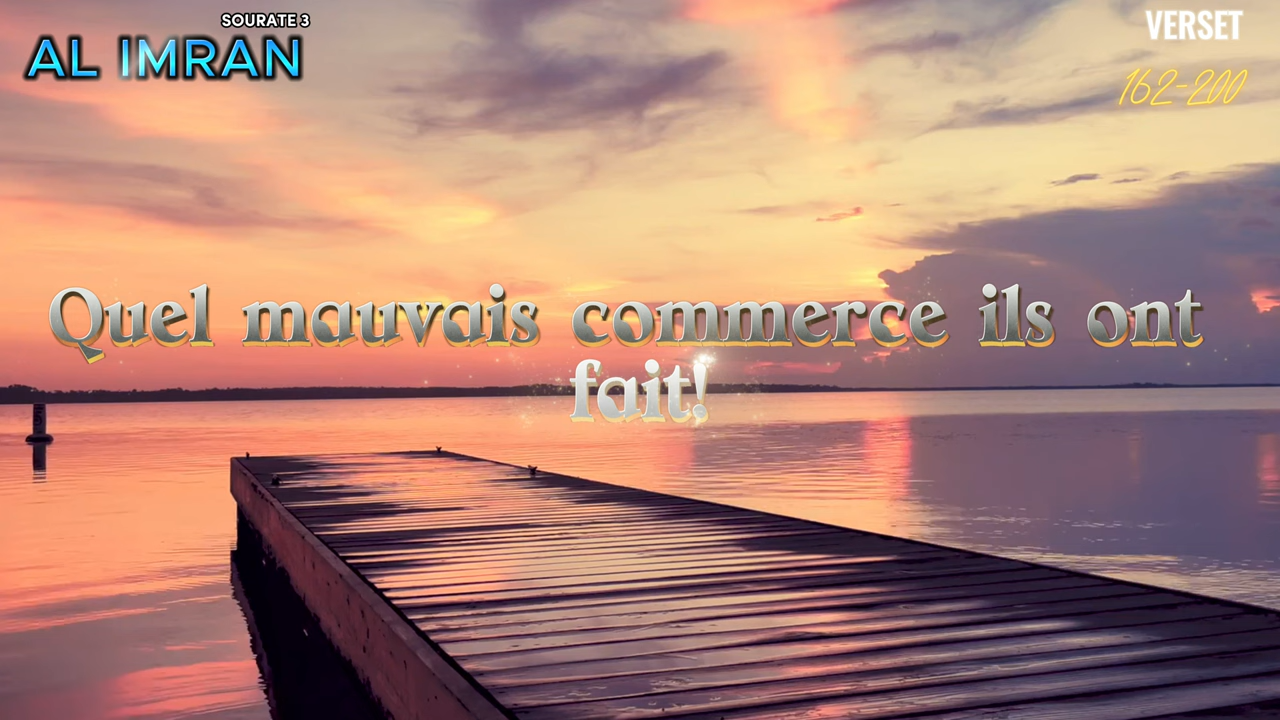 SOURATE 3
AL IMRAN
VERSET
162-200
Quel mauvais commerce ils ont
fait!